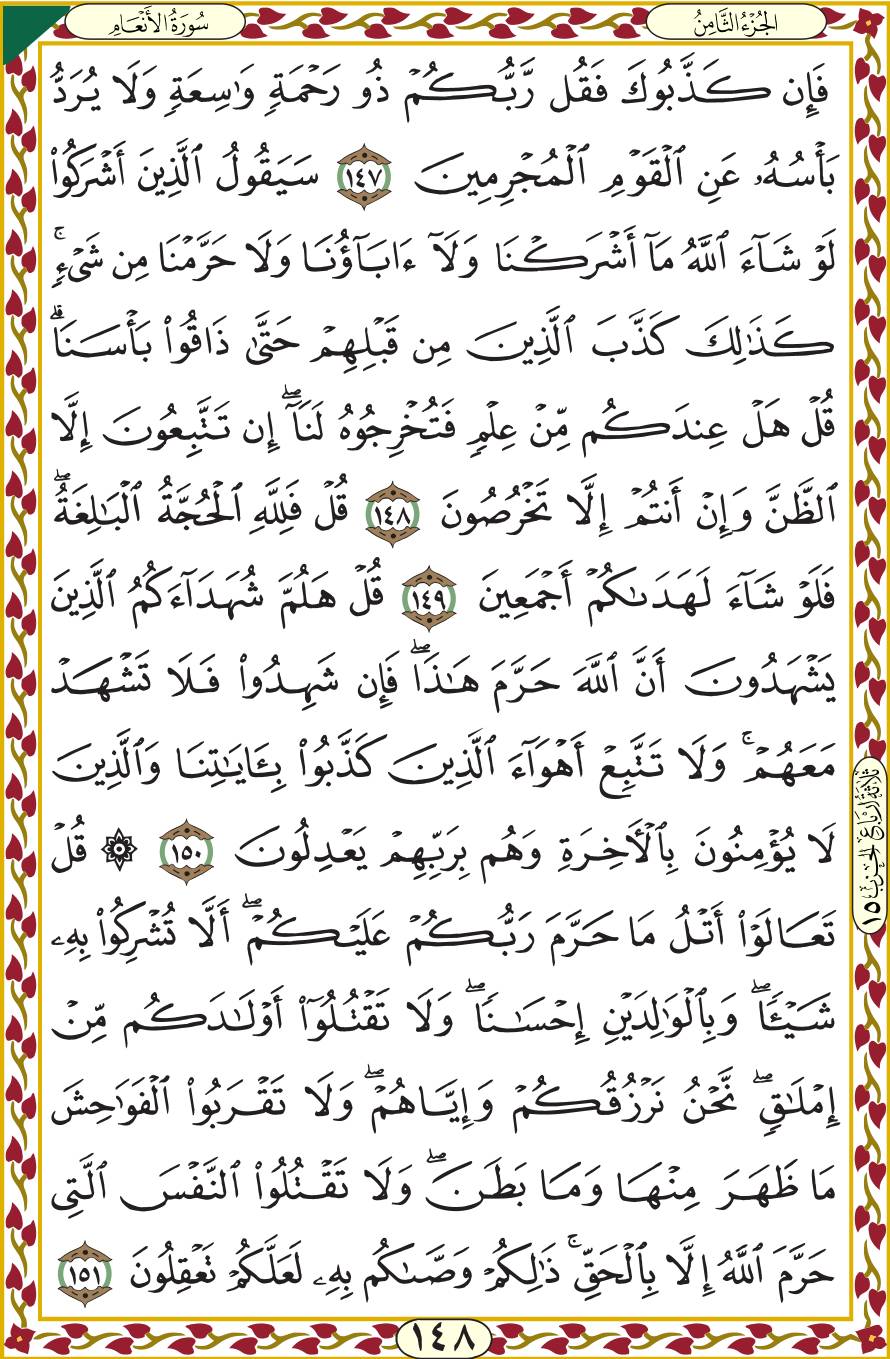 الجُزْءُ الثَّامِنُ
سُورَةُ الأَنْعَامِ
فَإِن كَذَّبُوكَ فَقُل رَّبُّكُمْ ذُو رَحْمَةٍ وَٰسِعَةٍ وَلَا يُرَدُّ
بَأْسُهُۥ عَنِ ٱلْقَوْمِ ٱلْمُجْرِمِينَ ١٤٧ سَيَقُولُ ٱلَّذِينَ أَشْرَكُوا۟
لَوْ شَآءَ ٱللَّهُ مَآ أَشْرَكْنَا وَلَآ ءَابَآؤُنَا وَلَا حَرَّمْنَا مِن شَىْءٍ ۚ
كَذَٰلِكَ كَذَّبَ ٱلَّذِينَ مِن قَبْلِهِمْ حَتَّىٰ ذَاقُوا۟ بَأْسَنَا ۗ
قُلْ هَلْ عِندَكُم مِّنْ عِلْمٍ فَتُخْرِجُوهُ لَنَآ ۖ إِن تَتَّبِعُونَ إِلَّا
ٱلظَّنَّ وَإِنْ أَنتُمْ إِلَّا تَخْرُصُونَ ١٤٨ قُلْ فَلِلَّهِ ٱلْحُجَّةُ ٱلْبَٰلِغَةُ ۖ
فَلَوْ شَآءَ لَهَدَىٰكُمْ أَجْمَعِينَ ١٤٩ قُلْ هَلُمَّ شُهَدَآءَكُمُ ٱلَّذِينَ
يَشْهَدُونَ أَنَّ ٱللَّهَ حَرَّمَ هَٰذَا ۖ فَإِن شَهِدُوا۟ فَلَا تَشْهَدْ
مَعَهُمْ ۚ وَلَا تَتَّبِعْ أَهْوَآءَ ٱلَّذِينَ كَذَّبُوا۟ بِـَٔايَٰتِنَا وَٱلَّذِينَ
لَا يُؤْمِنُونَ بِٱلْـَٔاخِرَةِ وَهُم بِرَبِّهِمْ يَعْدِلُونَ ١٥٠ ۞ قُلْ
تَعَالَوْا۟ أَتْلُ مَا حَرَّمَ رَبُّكُمْ عَلَيْكُمْ ۖ أَلَّا تُشْرِكُوا۟ بِهِۦ
شَيْـًٔا ۖ وَبِٱلْوَٰلِدَيْنِ إِحْسَٰنًا ۖ وَلَا تَقْتُلُوٓا۟ أَوْلَٰدَكُم مِّنْ
إِمْلَٰقٍ ۖ نَّحْنُ نَرْزُقُكُمْ وَإِيَّاهُمْ ۖ وَلَا تَقْرَبُوا۟ ٱلْفَوَٰحِشَ
مَا ظَهَرَ مِنْهَا وَمَا بَطَنَ ۖ وَلَا تَقْتُلُوا۟ ٱلنَّفْسَ ٱلَّتِى
حَرَّمَ ٱللَّهُ إِلَّا بِٱلْحَقِّ ۚ ذَٰلِكُمْ وَصَّىٰكُم بِهِۦ لَعَلَّكُمْ تَعْقِلُونَ ١٥١
ثلاثة أرباع الحزب ١٥
١٤٨